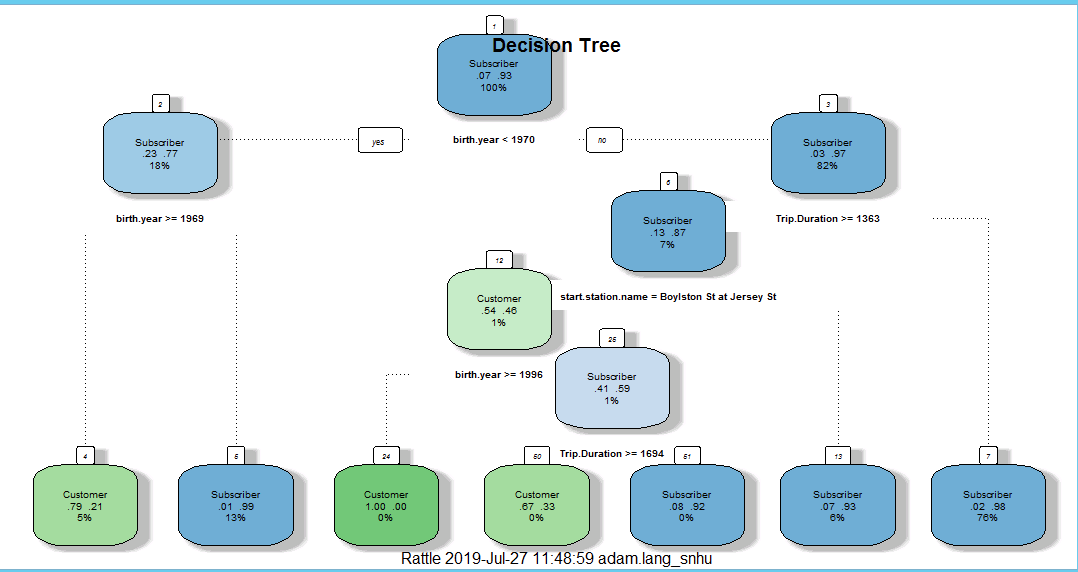 1
Decision Tree
Subscriber
.07 .93
100%
2
3
yes
birth.year < 1970
no
Subscriber
.23 .77
18%
Subscriber
.03 .97
82%
6
birth.year >= 1969
Subscriber
.13 .87
7%
Trip.Duration >= 1363
12
Customer
.54 .46
1%
start.station.name = Boylston St at Jersey St
25
birth.year >= 1996
Subscriber
.41 .59
1%
4
5
24
50
Trip.Duration >= 1694
51
13
7
Customer
.79 .21
5%
Subscriber
.01 .99
13%
Customer
1.00 .00
0%
Customer
.67 .33
0%
Subscriber
.08 .92
0%
Subscriber
.07 .93
6%
Subscriber
.02 .98
76%
Rattle 2019-Jul-27 11:48:59 adam.lang_snhu